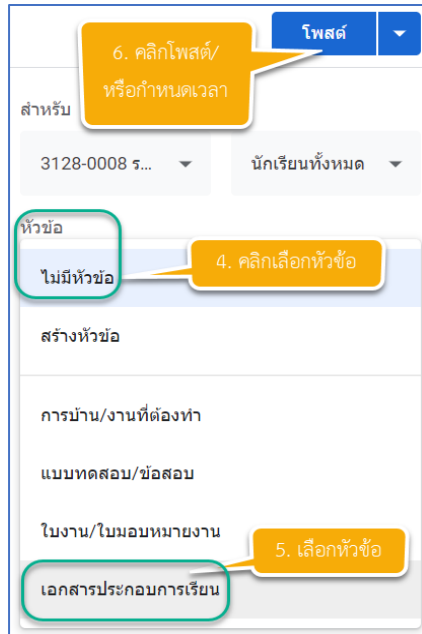 โพสต์
6. คลิกโพสต์/
หรือกำหนดเวลา
สำหรับ
3128-0008 ร...
นักเรียนทั้งหมด
หัวข้อ
4. คลิกเลือกหัวข้อ
ไม่มีหัวข้อ
สร้างหัวข้อ
การบ้าน/งานที่ต้องทำ
แบบทดสอบ/ข้อสอบ
ใบงาน/ใบมอบหมายงาน
5. เลือกหัวข้อ
เอกสารประกอบการเรียน